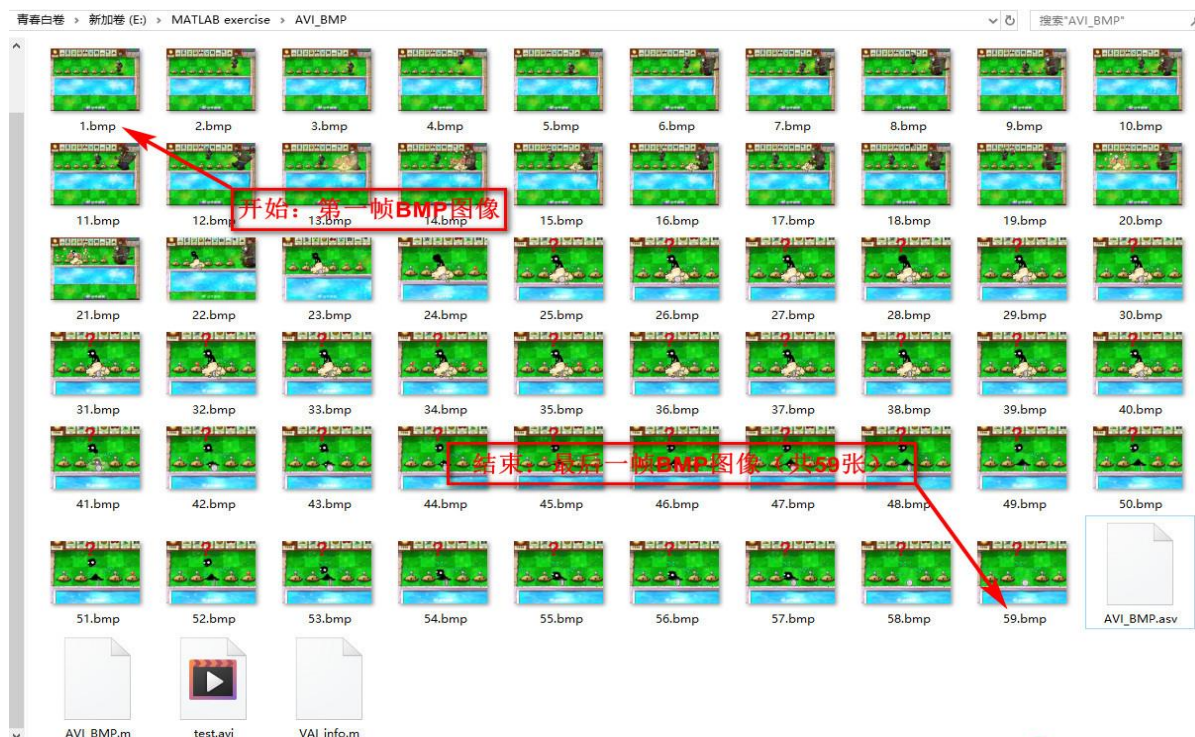 青春白卷 › 新加卷 (E:) › MATLAB exercise › AVI_BMP
搜索"AVI_BMP"
1.bmp 2.bmp 3.bmp 4.bmp 5.bmp 6.bmp 7.bmp 8.bmp 9.bmp 10.bmp
开始：第一帧BMP图像
11.bmp 12.bmp 13.bmp 14.bmp 15.bmp 16.bmp 17.bmp 18.bmp 19.bmp 20.bmp
21.bmp 22.bmp 23.bmp 24.bmp 25.bmp 26.bmp 27.bmp 28.bmp 29.bmp 30.bmp
31.bmp 32.bmp 33.bmp 34.bmp 35.bmp 36.bmp 37.bmp 38.bmp 39.bmp 40.bmp
结束：最后一帧BMP图像（共59张）
41.bmp 42.bmp 43.bmp 44.bmp 45.bmp 46.bmp 47.bmp 48.bmp 49.bmp 50.bmp
51.bmp 52.bmp 53.bmp 54.bmp 55.bmp 56.bmp 57.bmp 58.bmp 59.bmp AVI_BMP.asv
AVI_BMP.m test.avi VAI_info.m